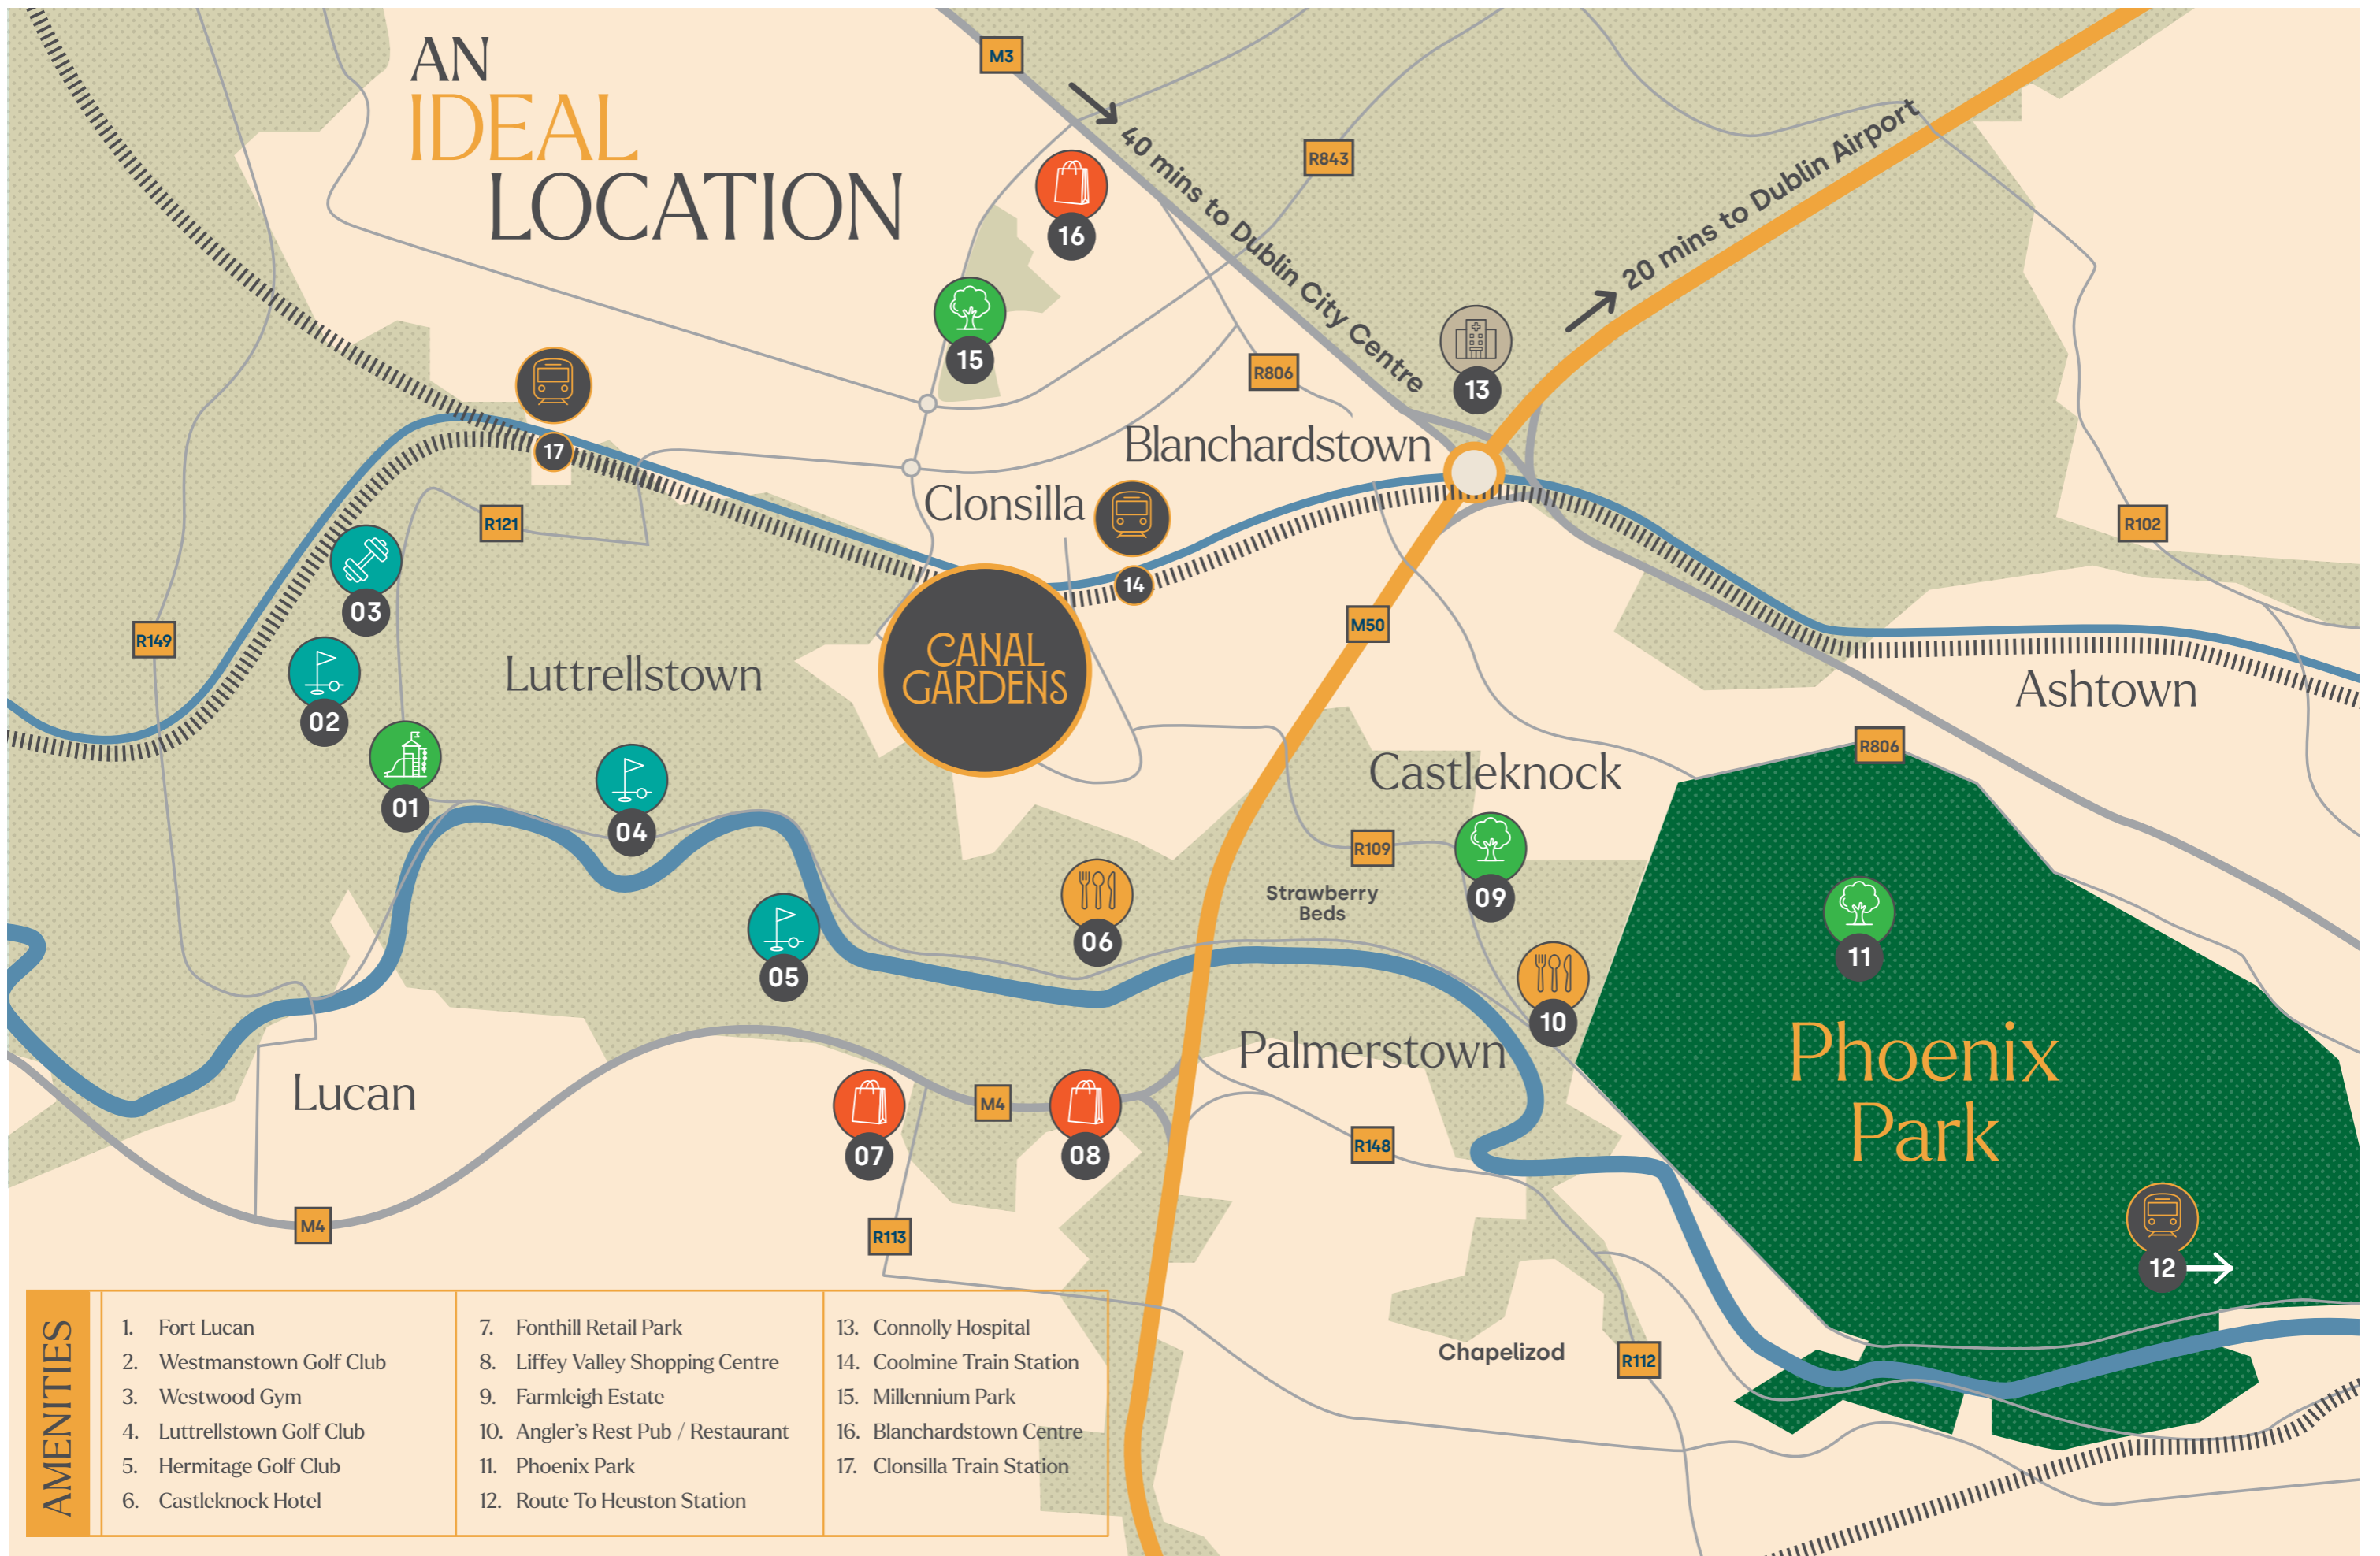 AN
IDEAL
LOCATION
M3
40 mins to Dublin City Centre
20 mins to Dublin Airport
R843
16
15
R806
13
17
Blanchardstown
Clonsilla
R121
14
R102
03
M50
R149
CANAL
GARDENS
Luttrellstown
02
Ashtown
R806
01
04
Castleknock
R109
Strawberry
Beds
09
06
05
11
10
Phoenix
Park
Palmerstown
Lucan
M4
07
08
R148
M4
R113
12
Chapelizod
R112
AMENITIES
1. Fort Lucan
2. Westmanstown Golf Club
3. Westwood Gym
4. Luttrellstown Golf Club
5. Hermitage Golf Club
6. Castleknock Hotel
7. Fonthill Retail Park
8. Liffey Valley Shopping Centre
9. Farmleigh Estate
10. Angler's Rest Pub / Restaurant
11. Phoenix Park
12. Route To Heuston Station
13. Connolly Hospital
14. Coolmine Train Station
15. Millennium Park
16. Blanchardstown Centre
17. Clonsilla Train Station